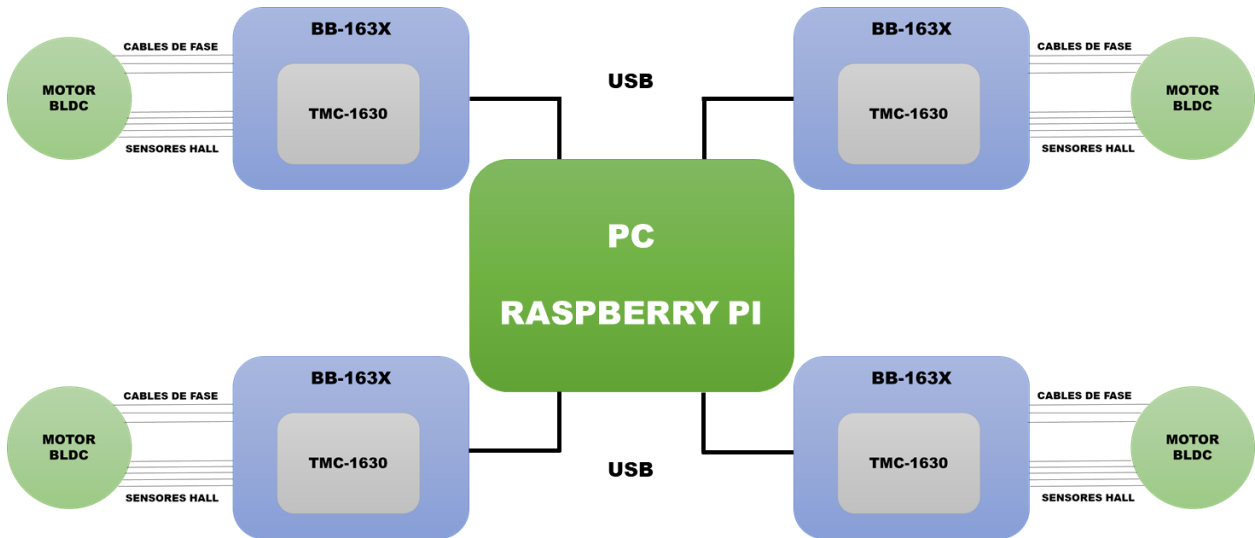 BB-163X
BB-163X
CABLES DE FASE
CABLES DE FASE
USB
MOTOR
BLDC
TMC-1630
TMC-1630
MOTOR
BLDC
SENSORES HALL
SENSORES HALL
PC
RASPBERRY PI
BB-163X
BB-163X
CABLES DE FASE
CABLES DE FASE
MOTOR
BLDC
TMC-1630
USB
TMC-1630
MOTOR
BLDC
SENSORES HALL
SENSORES HALL